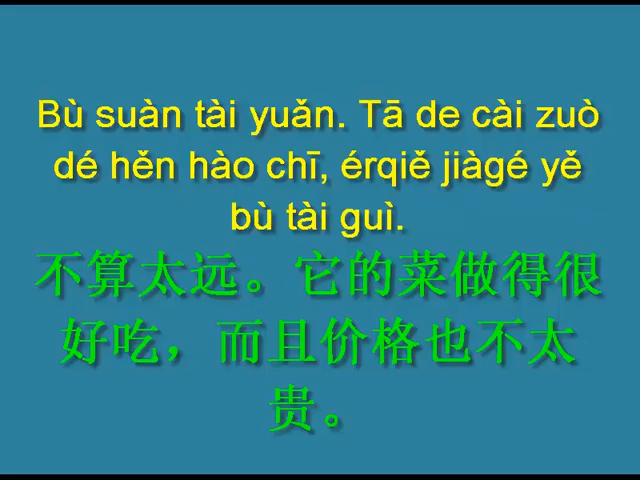 Bù suàn tài yuǎn. Tā de cài zuò
dé hěn hào chī, érqiě jiàgé yě
bù tài guì.
不算太远。它的菜做得很
好吃，而且价格也不太
贵。